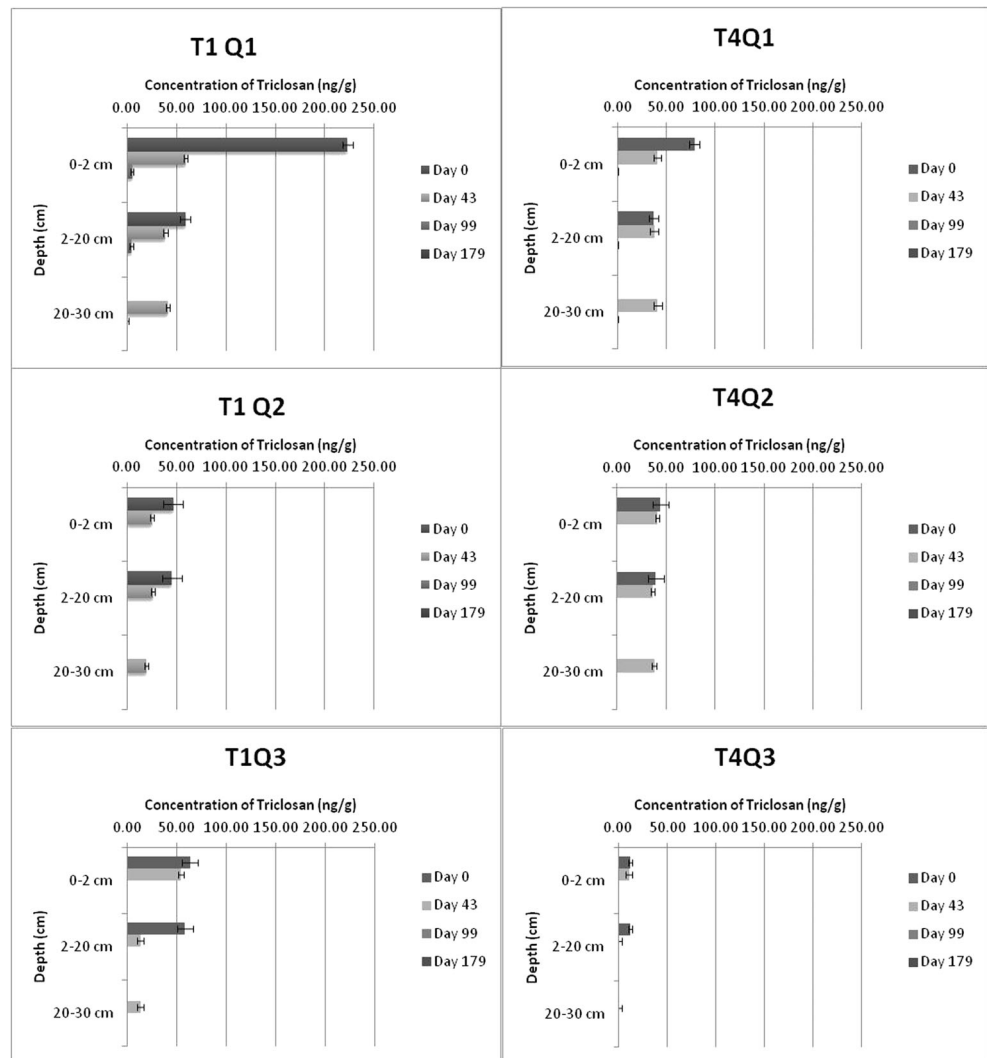 T1 Q1
Concentration of Triclosan (ng/g)
0.00 50.00 100.00 150.00 200.00 250.00
Depth (cm)
0-2 cm
2-20 cm
20-30 cm
Day 0
Day 43
Day 99
Day 179
T4Q1
Concentration of Triclosan (ng/g)
0.00 50.00 100.00 150.00 200.00 250.00
Depth (cm)
0-2 cm
2-20 cm
20-30 cm
Day 0
Day 43
Day 99
Day 179
T1 Q2
Concentration of Triclosan (ng/g)
0.00 50.00 100.00 150.00 200.00 250.00
Depth (cm)
0-2 cm
2-20 cm
20-30 cm
Day 0
Day 43
Day 99
Day 179
T4Q2
Concentration of Triclosan (ng/g)
0.00 50.00 100.00 150.00 200.00 250.00
Depth (cm)
0-2 cm
2-20 cm
20-30 cm
Day 0
Day 43
Day 99
Day 179
T1Q3
Concentration of Triclosan (ng/g)
0.00 50.00 100.00 150.00 200.00 250.00
Depth (cm)
0-2 cm
2-20 cm
20-30 cm
Day 0
Day 43
Day 99
Day 179
T4Q3
Concentration of Triclosan (ng/g)
0.00 50.00 100.00 150.00 200.00 250.00
Depth (cm)
0-2 cm
2-20 cm
20-30 cm
Day 0
Day 43
Day 99
Day 179